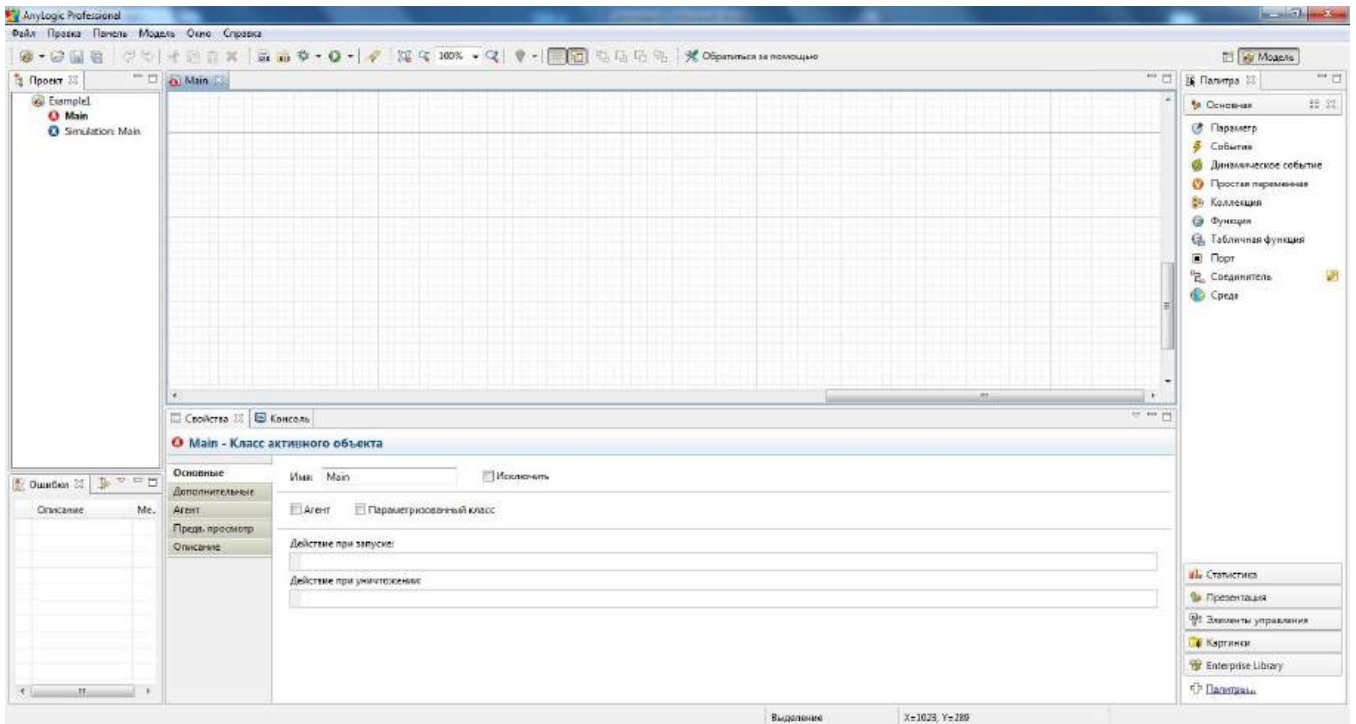 AnyLogic Professional
Файл Правка Панель Модель Окно Справка
100% Обратиться за помощью Модель
Проект
Example1
Main
Simulation: Main
Main
Палитра
Основная
Параметр
Событие
Динамическое событие
Простая переменная
Коллекция
Функция
Табличная функция
Порт
Соединитель
Среда
Свойства Консоль
Main - Класс активного объекта
Основные
Дополнительные
Агент
Предв. просмотр
Описание
Имя: Main Исключить
Агент Параметризованный класс
Действие при запуске:
Действие при уничтожении:
Ошибки
Описание Ме..
Статистика
Презентация
Элементы управления
Картинки
Enterprise Library
Палитры...
Выделение X=1023, Y=289